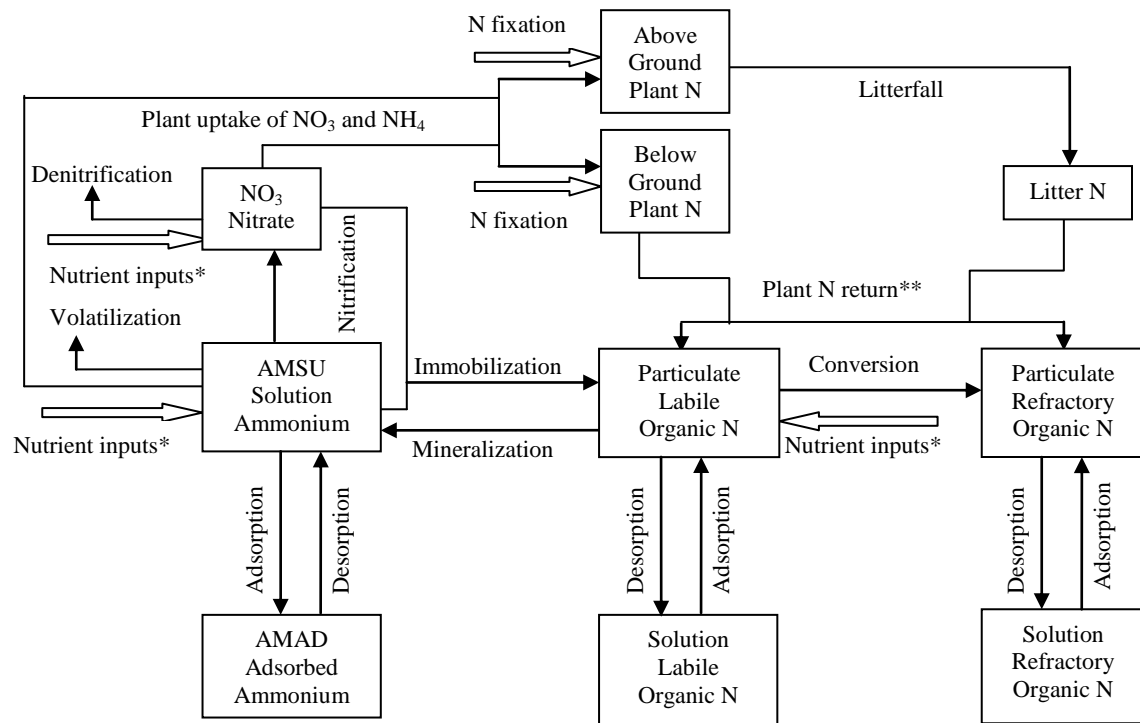 N fixation
Above
Ground
Plant N
Litterfall
Plant uptake of NO3 and NH4
Below
Ground
Plant N
Denitrification
NO3
Nitrate
N fixation
Litter N
Nutrient inputs*
Nitrification
Plant N return**
Volatilization
AMSU
Solution
Ammonium
Immobilization
Particulate
Labile
Organic N
Conversion
Particulate
Refractory
Organic N
Nutrient inputs*
Mineralization
Nutrient inputs*
Adsorption
Desorption
Desorption
Adsorption
Desorption
Adsorption
AMAD
Adsorbed
Ammonium
Solution
Labile
Organic N
Solution
Refractory
Organic N